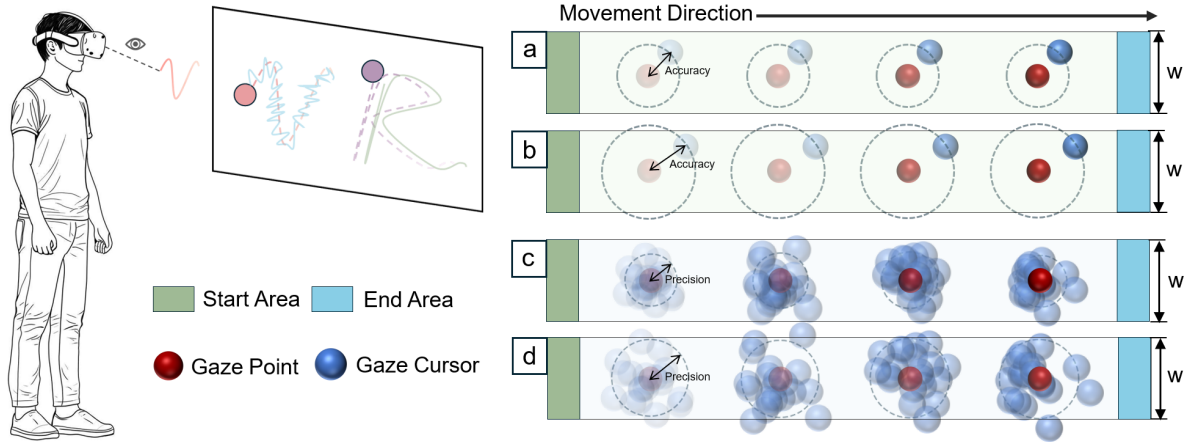 Movement Direction
a
Accuracy
W
b
Accuracy
W
c
Precision
W
d
Precision
W
Start Area
End Area
Gaze Point
Gaze Cursor